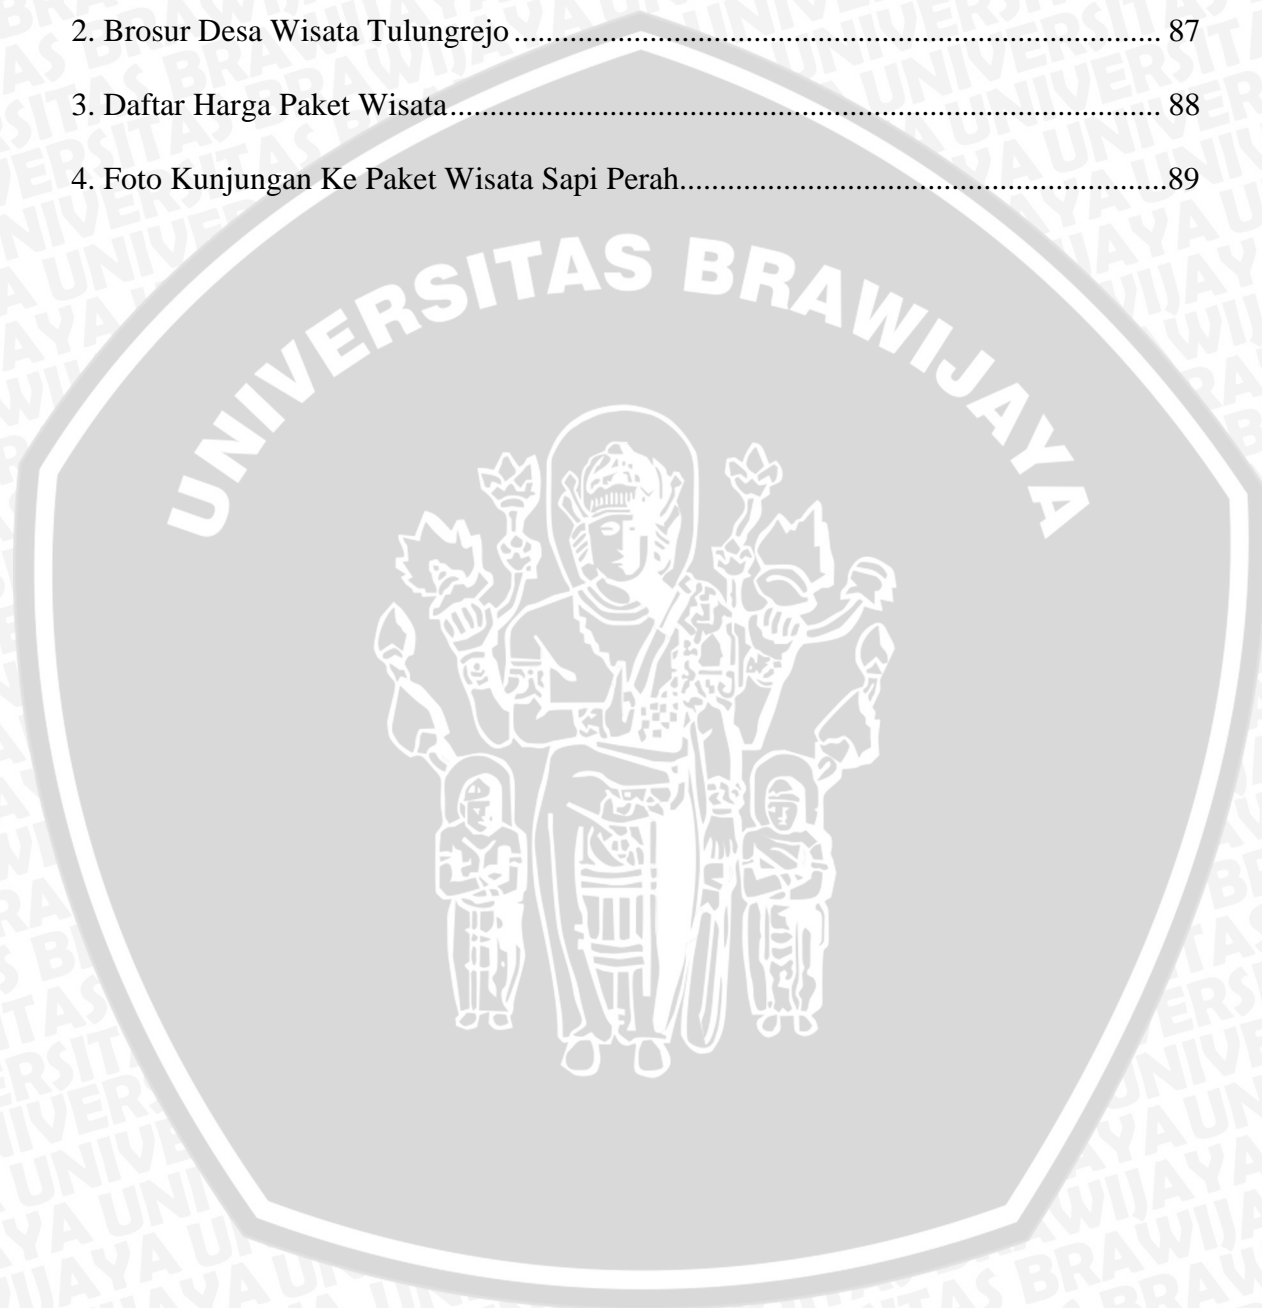 2. Brosur Desa Wisata Tulungrejo ................................................................................. 87
3. Daftar Harga Paket Wisata ......................................................................................... 88
4. Foto Kunjungan Ke Paket Wisata Sapi Perah .............................................................89
UNIVERSITAS BRAWIJAYA